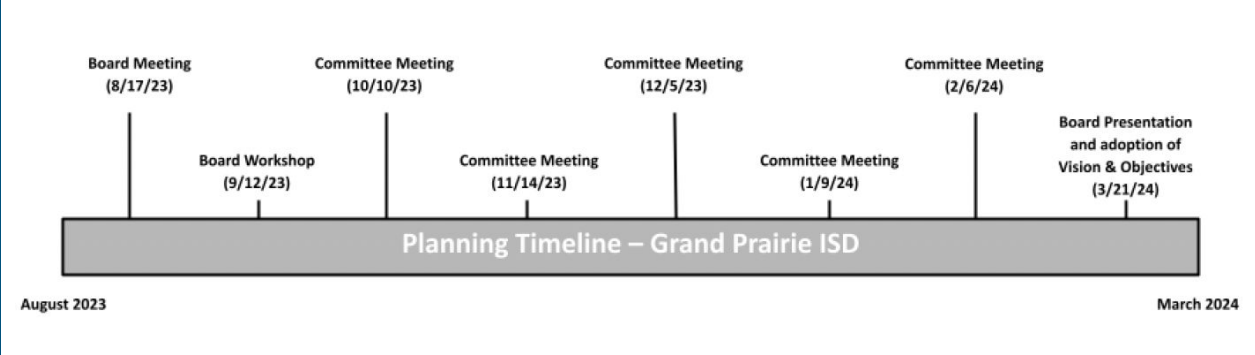 Board Meeting
(8/17/23)
Committee Meeting
(10/10/23)
Committee Meeting
(12/5/23)
Committee Meeting
(2/6/24)
Board Workshop
(9/12/23)
Committee Meeting
(11/14/23)
Committee Meeting
(1/9/24)
Board Presentation
and adoption of
Vision & Objectives
(3/21/24)
Planning Timeline – Grand Prairie ISD
August 2023
March 2024